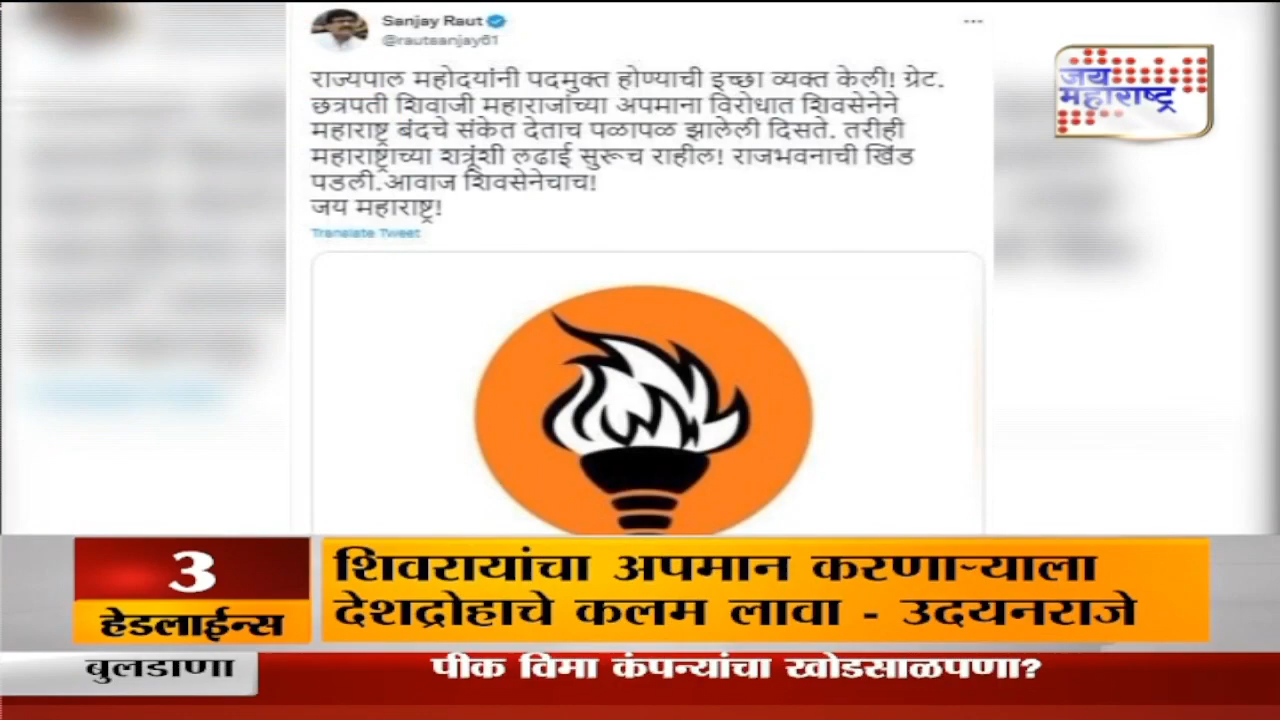 Sanjay Raut
@rautsanjay61
राज्यपाल महोदयांनी पदमुक्त होण्याची इच्छा व्यक्त केली! ग्रेट.
छत्रपती शिवाजी महाराजांच्या अपमाना विरोधात शिवसेनेने
महाराष्ट्र बंदचे संकेत देताच पळापळ झालेली दिसते. तरीही
महाराष्ट्राच्या शत्रूंशी लढाई सुरूच राहील! राजभवनाची खिंड
पडली.आवाज शिवसेनेचाच!
जय महाराष्ट्र!
Translate Tweet
जय
महाराष्ट्र
3
हेडलाईन्स
शिवरायांचा अपमान करणाऱ्याला
देशद्रोहाचे कलम लावा - उदयनराजे
बुलडाणा
पीक विमा कंपन्यांचा खोडसाळपणा?